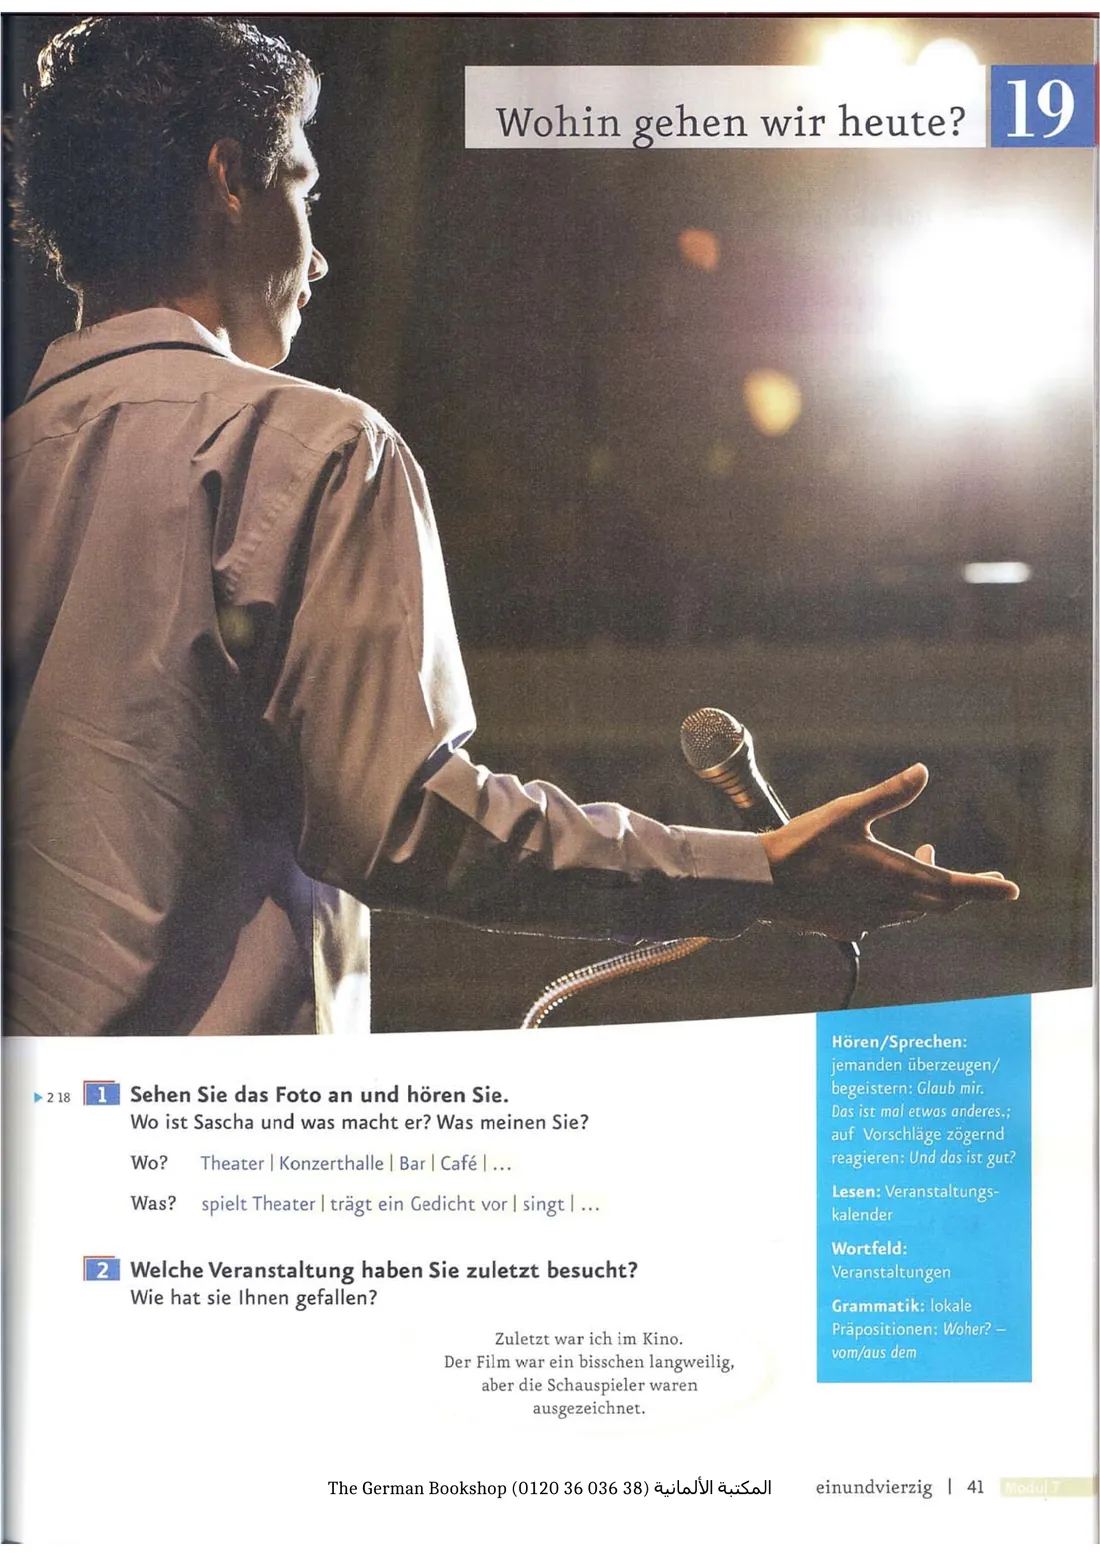 Wohin gehen wir heute? 19
▶ 2 18 1 Sehen Sie das Foto an und hören Sie.
Wo ist Sascha und was macht er? Was meinen Sie?
Wo? Theater | Konzerthalle | Bar | Café | ...
Was? spielt Theater | trägt ein Gedicht vor | singt | ...
2 Welche Veranstaltung haben Sie zuletzt besucht?
Wie hat sie Ihnen gefallen?
Zuletzt war ich im Kino.
Der Film war ein bisschen langweilig,
aber die Schauspieler waren
ausgezeichnet.
Hören/Sprechen:
jemanden überzeugen/
begeistern: Glaub mir.
Das ist mal etwas anderes.;
auf Vorschläge zögernd
reagieren: Und das ist gut?
Lesen: Veranstaltungs-
kalender
Wortfeld:
Veranstaltungen
Grammatik: lokale
Präpositionen: Woher? –
vom/aus dem
The German Bookshop (0120 36 036 38) المكتبة الألمانية
einundvierzig | 41 Modul 7